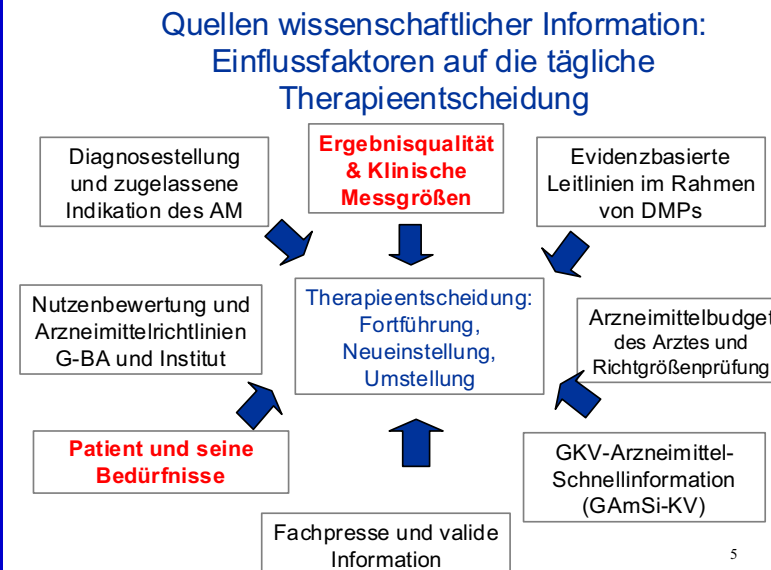 Quellen wissenschaftlicher Information:
Einflussfaktoren auf die tägliche
Therapieentscheidung
Diagnosestellung
und zugelassene
Indikation des AM
Ergebnisqualität
& Klinische
Messgrößen
Evidenzbasierte
Leitlinien im Rahmen
von DMPs
Nutzenbewertung und
Arzneimittelrichtlinien
G-BA und Institut
Therapieentscheidung:
Fortführung,
Neueinstellung,
Umstellung
Arzneimittelbudget
des Arztes und
Richtgrößenprüfung
Patient und seine
Bedürfnisse
GKV-Arzneimittel-
Schnellinformation
(GAmSi-KV)
Fachpresse und valide
Information
5